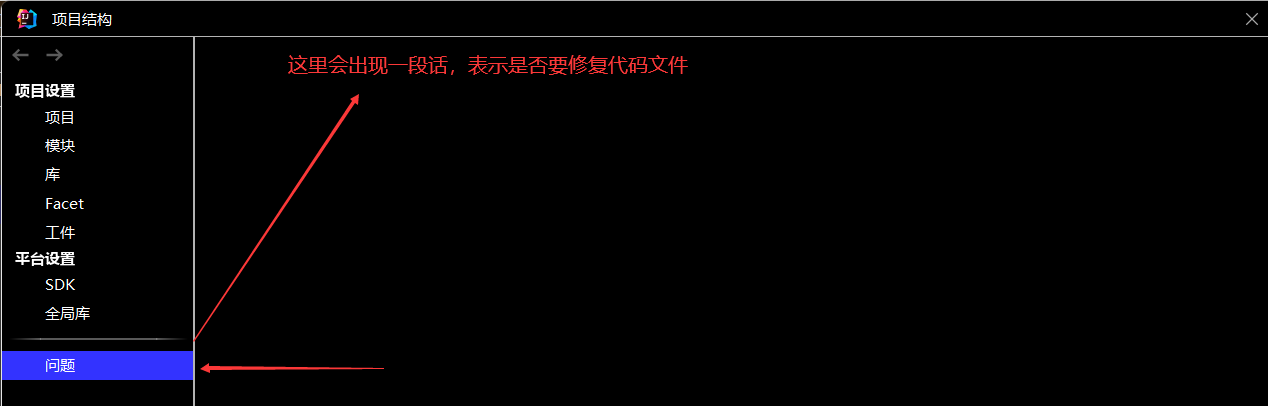 项目结构
这里会出现一段话，表示是否要修复代码文件
项目设置
项目
模块
库
Facet
工件
平台设置
SDK
全局库
问题